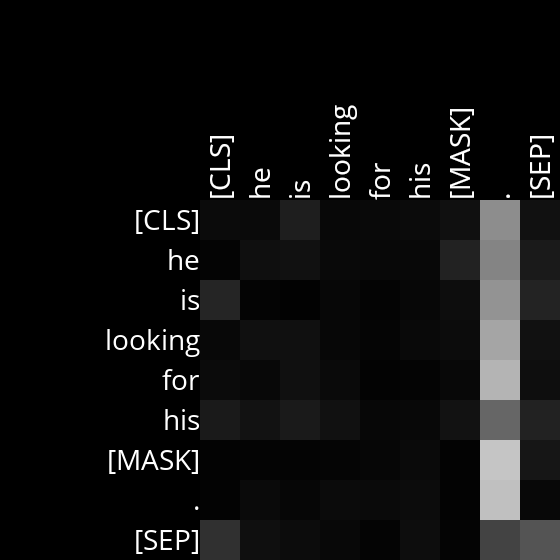 [CLS]
he
is
looking
for
his
[MASK]
.
[SEP]
[CLS]
he
is
looking
for
his
[MASK]
.
[SEP]